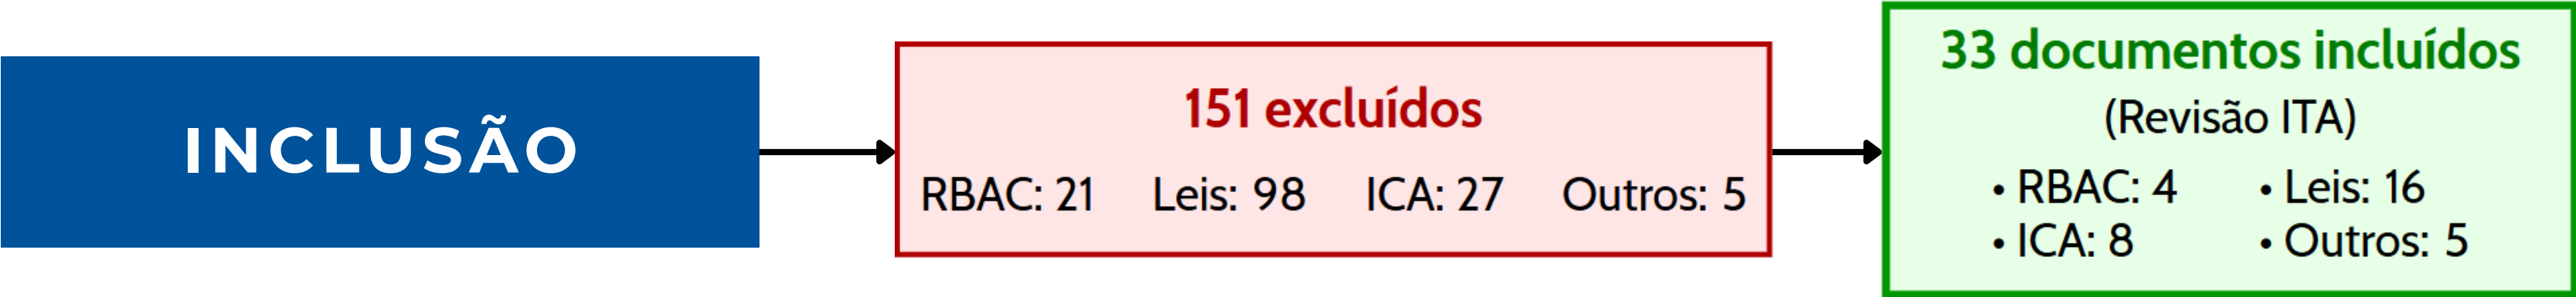 INCLUSÃO
151 excluídos
RBAC: 21 Leis: 98 ICA: 27 Outros: 5
33 documentos incluídos
(Revisão ITA)
• RBAC: 4 • Leis: 16
• ICA: 8 • Outros: 5